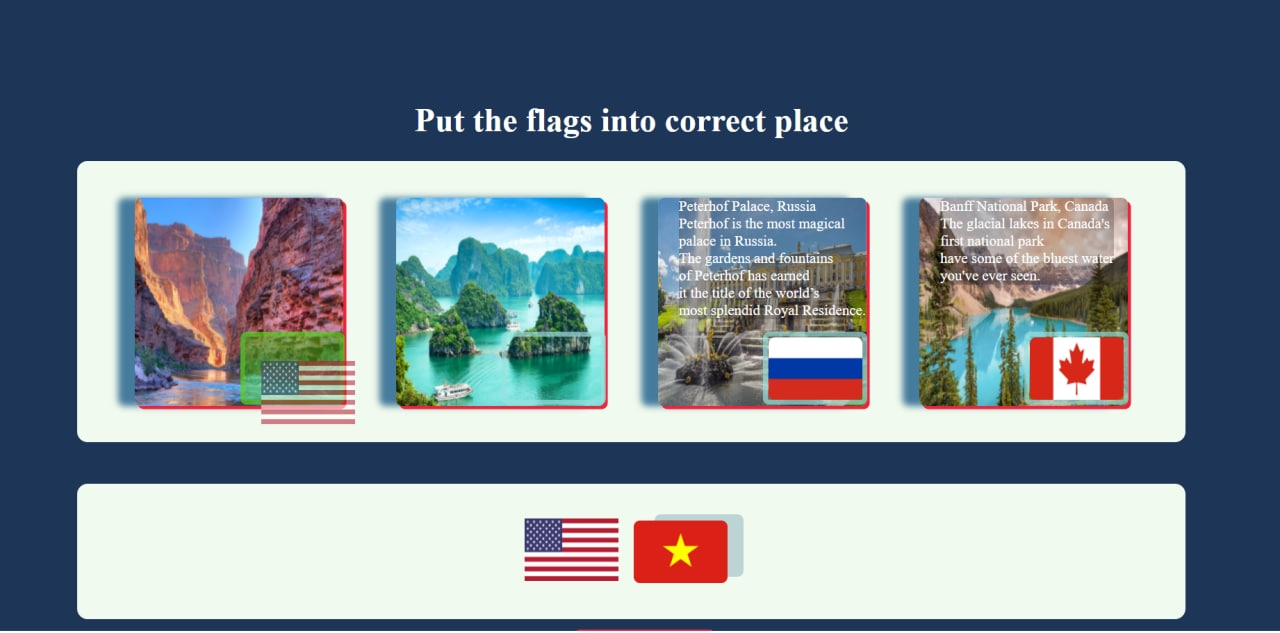 Put the flags into correct place
Peterhof Palace, Russia
Peterhof is the most magical
palace in Russia.
The gardens and fountains
of Peterhof has earned
it the title of the world’s
most splendid Royal Residence.
Banff National Park, Canada
The glacial lakes in Canada's
first national park
have some of the bluest water
you've ever seen.